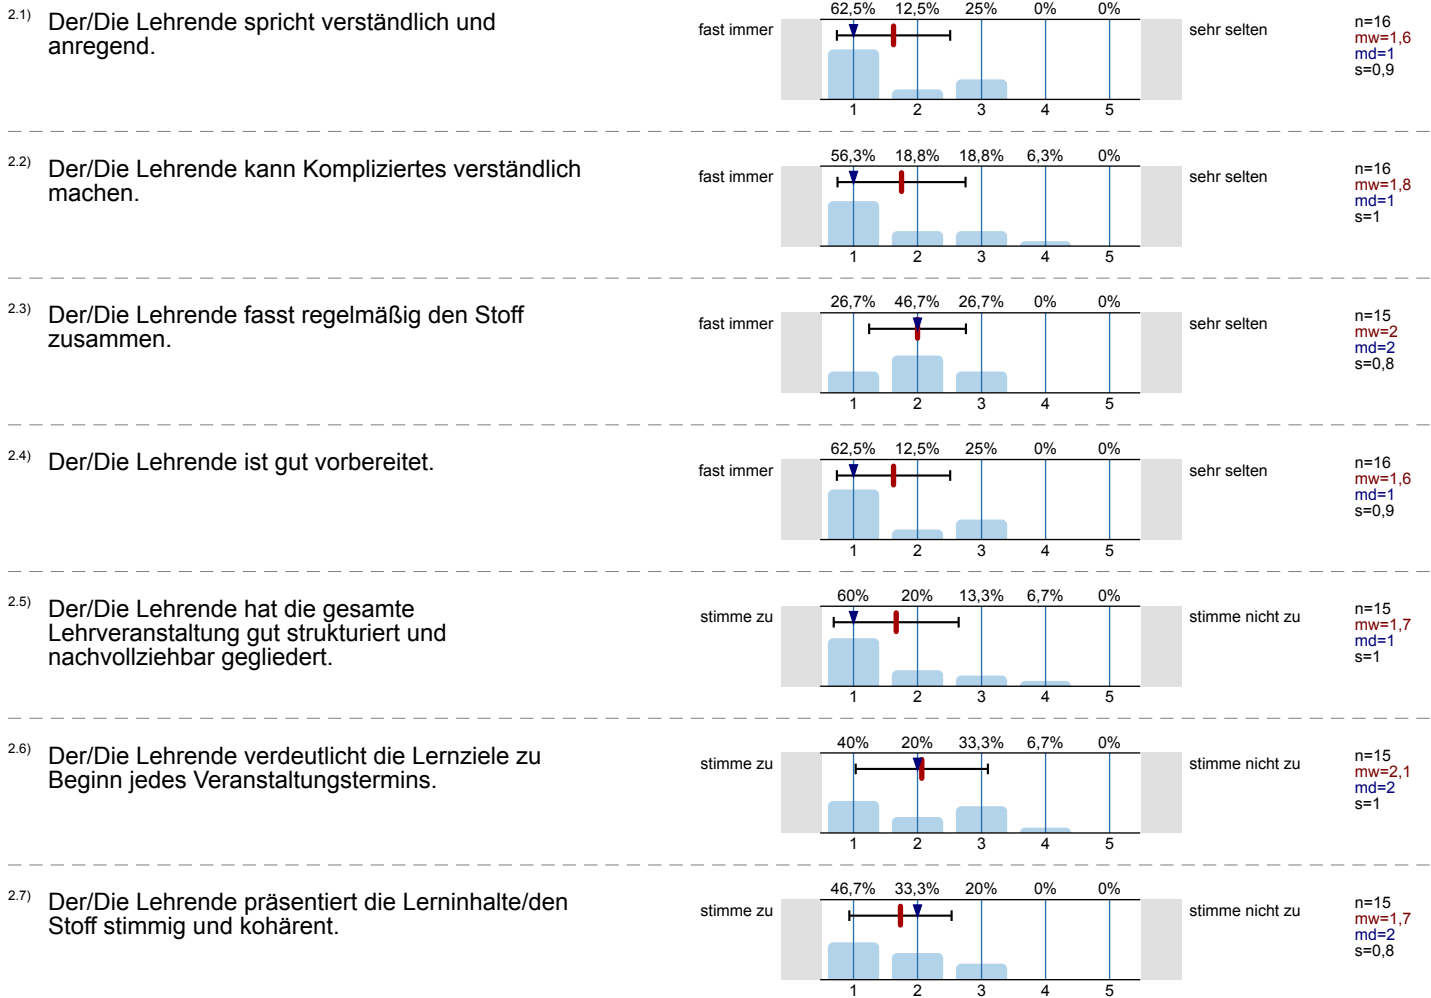 2.1) Der/Die Lehrende spricht verständlich und
anregend.
62,5% 12,5% 25% 0% 0%
fast immer
sehr selten
1 2 3 4 5
n=16
mw=1,6
md=1
s=0,9
2.2) Der/Die Lehrende kann Kompliziertes verständlich
machen.
56,3% 18,8% 18,8% 6,3% 0%
fast immer
sehr selten
1 2 3 4 5
n=16
mw=1,8
md=1
s=1
2.3) Der/Die Lehrende fasst regelmäßig den Stoff
zusammen.
26,7% 46,7% 26,7% 0% 0%
fast immer
sehr selten
1 2 3 4 5
n=15
mw=2
md=2
s=0,8
2.4) Der/Die Lehrende ist gut vorbereitet.
62,5% 12,5% 25% 0% 0%
fast immer
sehr selten
1 2 3 4 5
n=16
mw=1,6
md=1
s=0,9
2.5) Der/Die Lehrende hat die gesamte
Lehrveranstaltung gut strukturiert und
nachvollziehbar gegliedert.
60% 20% 13,3% 6,7% 0%
stimme zu
stimme nicht zu
1 2 3 4 5
n=15
mw=1,7
md=1
s=1
2.6) Der/Die Lehrende verdeutlicht die Lernziele zu
Beginn jedes Veranstaltungstermins.
40% 20% 33,3% 6,7% 0%
stimme zu
stimme nicht zu
1 2 3 4 5
n=15
mw=2,1
md=2
s=1
2.7) Der/Die Lehrende präsentiert die Lerninhalte/den
Stoff stimmig und kohärent.
46,7% 33,3% 20% 0% 0%
stimme zu
stimme nicht zu
1 2 3 4 5
n=15
mw=1,7
md=2
s=0,8